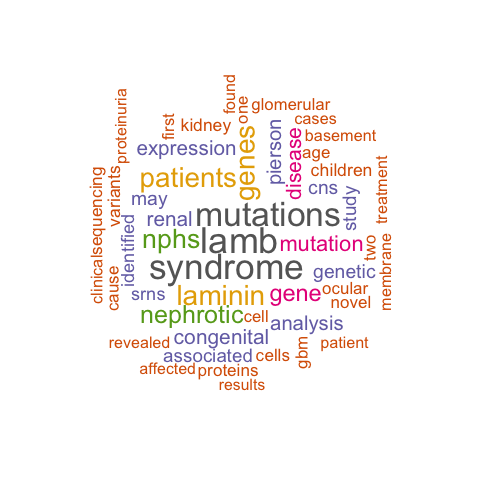 found
one
glomerular
proteinuria
first
kidney
cases
expression
pierson
disease
basement
genes
age
patients
children
clinical
sequencing
variants
may
cns
study
treatment
identified
renal
mutations
nphs
lamb
mutation
two
cause
syndrome
genetic
membrane
srns
laminin
gene
ocular
novel
nephrotic
cell
analysis
revealed
congenital
gbm
patient
associated
cells
affected
proteins
results